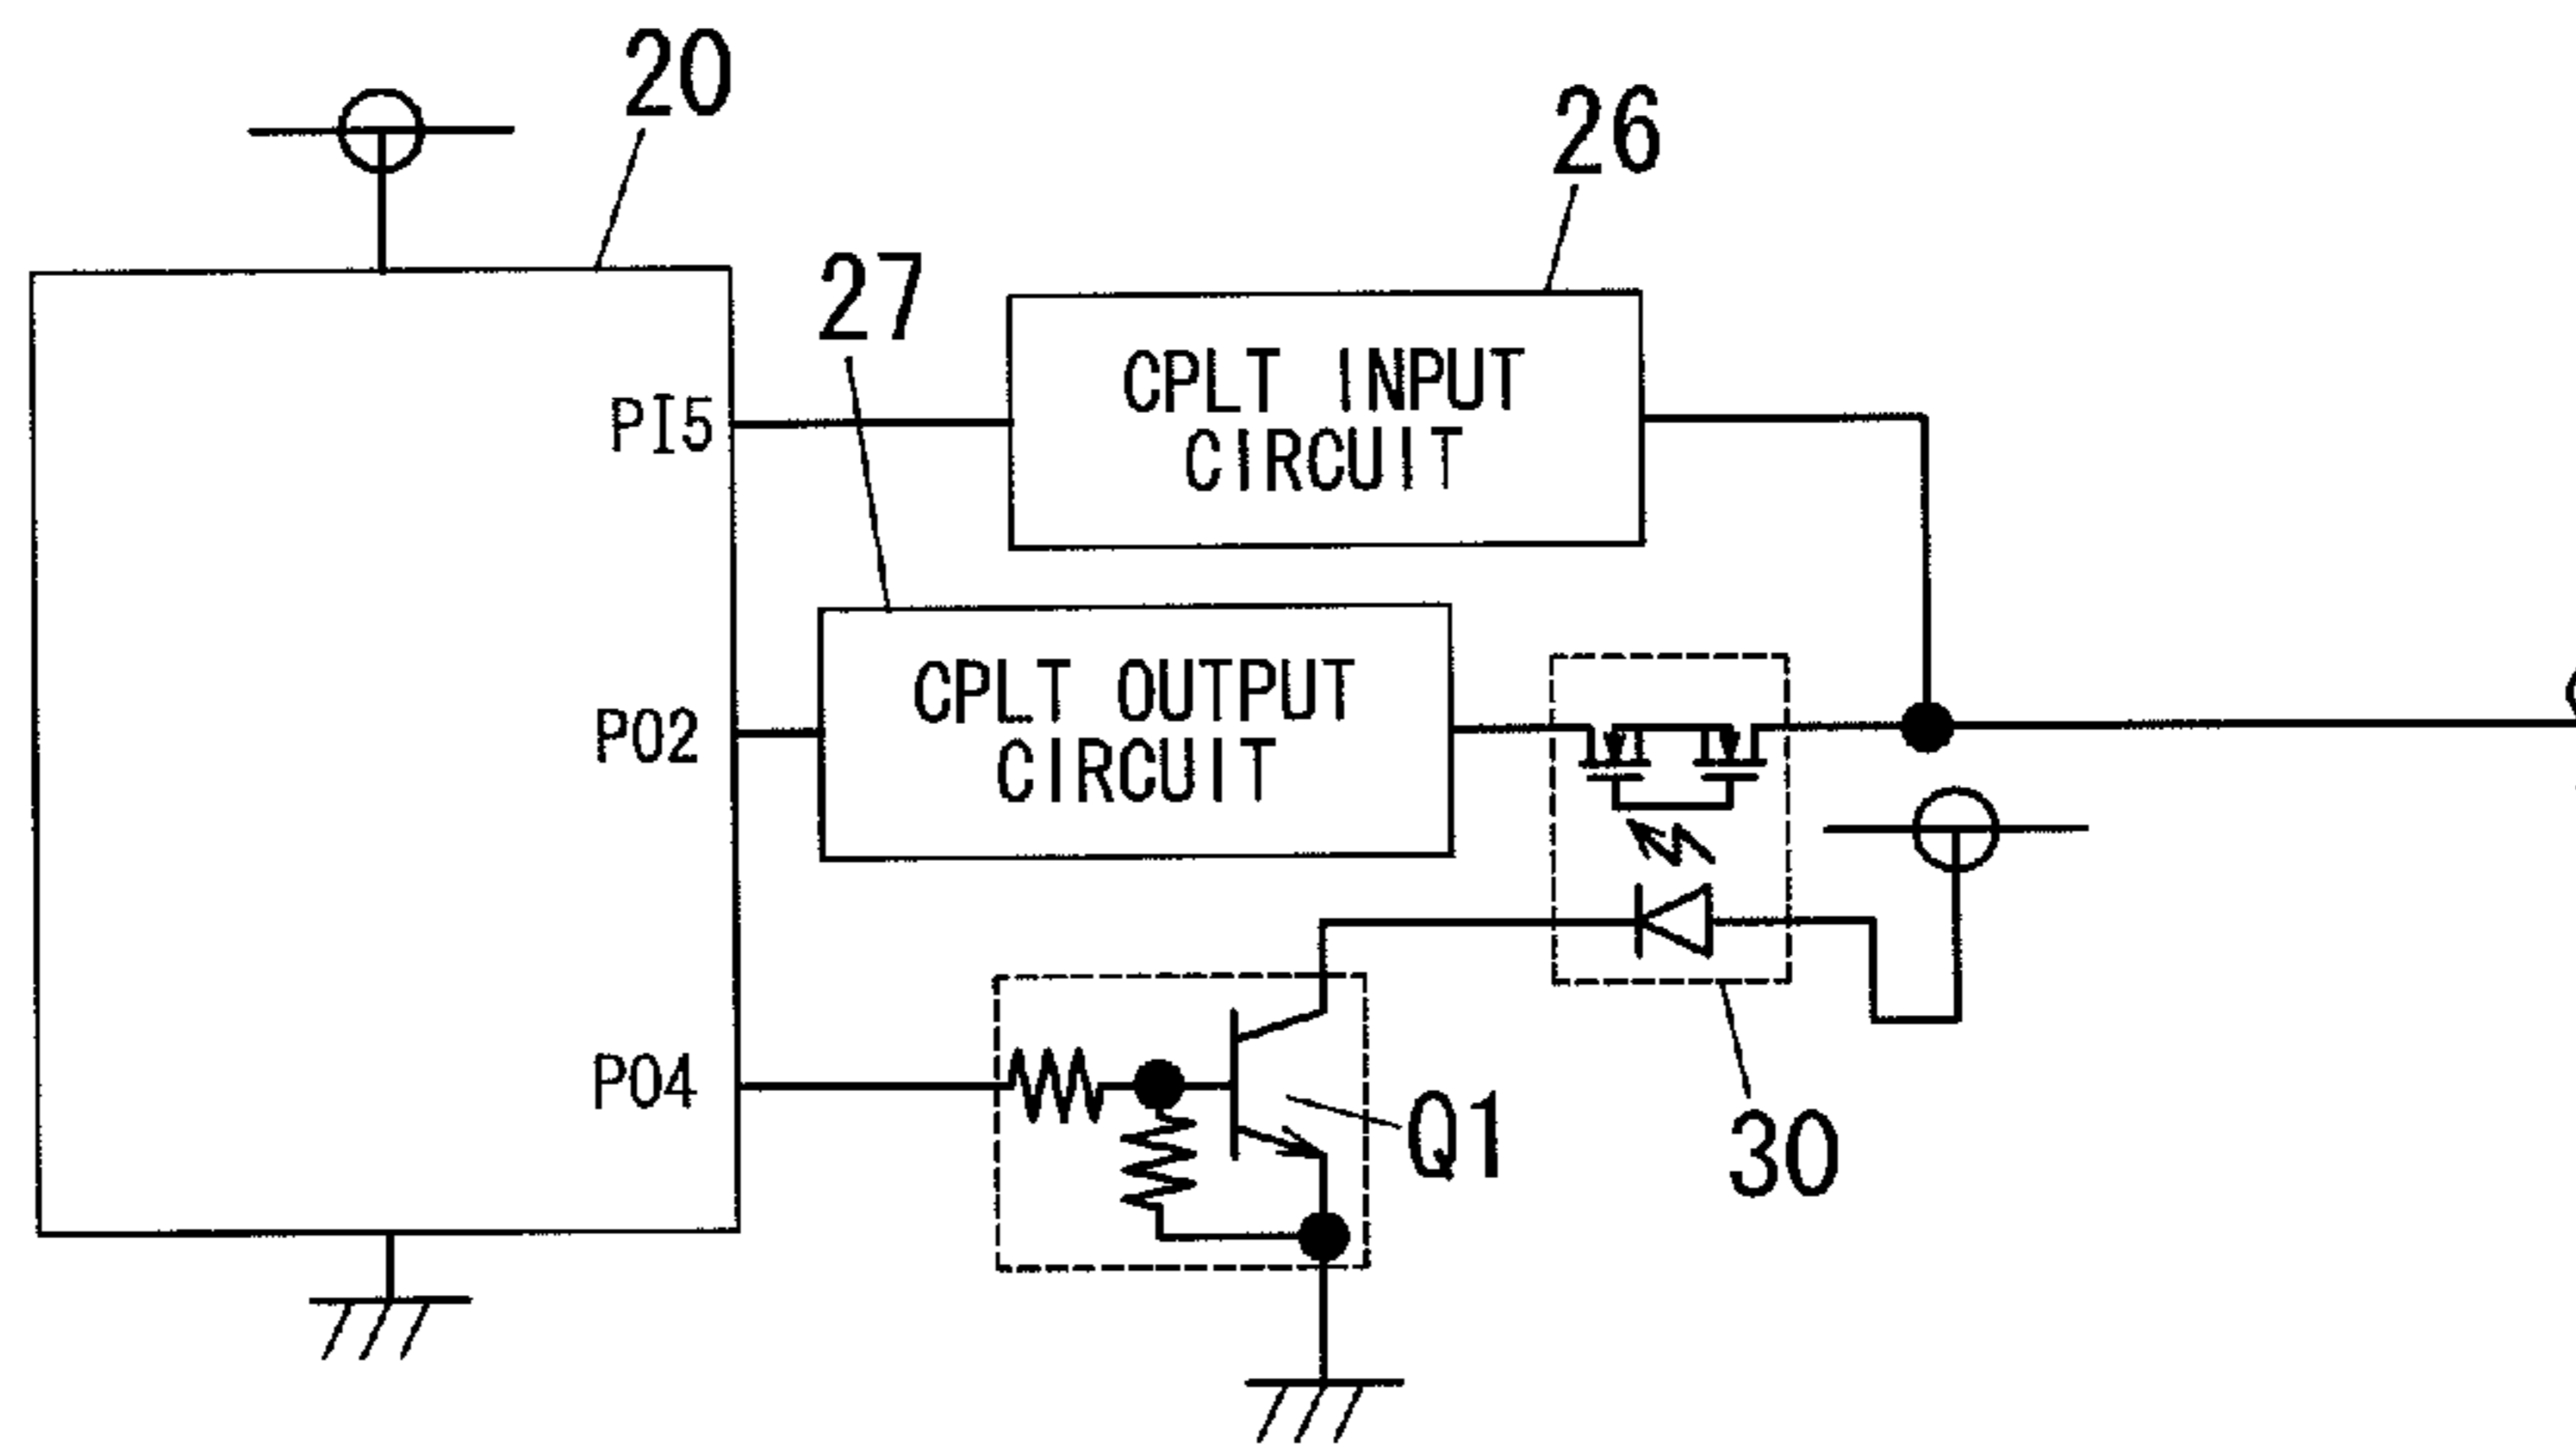 20
26
27
CPLT INPUT
CIRCUIT
PI5
CPLT OUTPUT
CIRCUIT
PO2
PO4
Q1
30